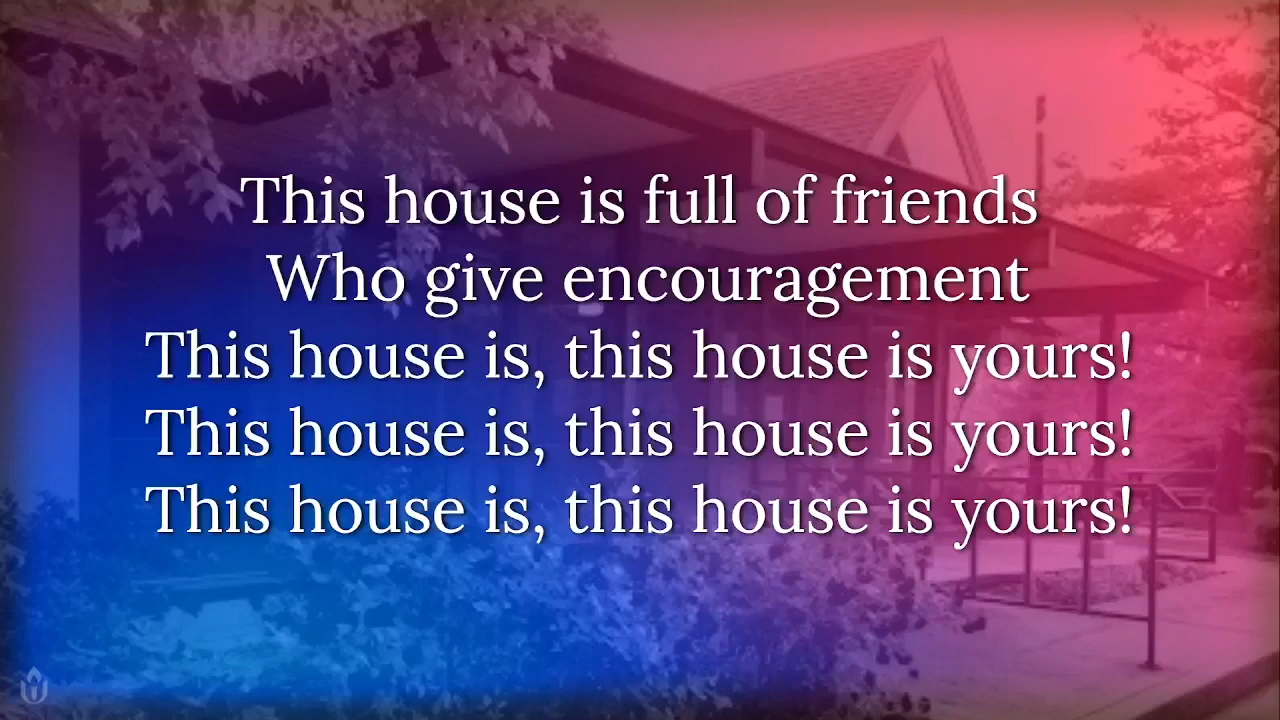 This house is full of friends
Who give encouragement
This house is, this house is yours!
This house is, this house is yours!
This house is, this house is yours!